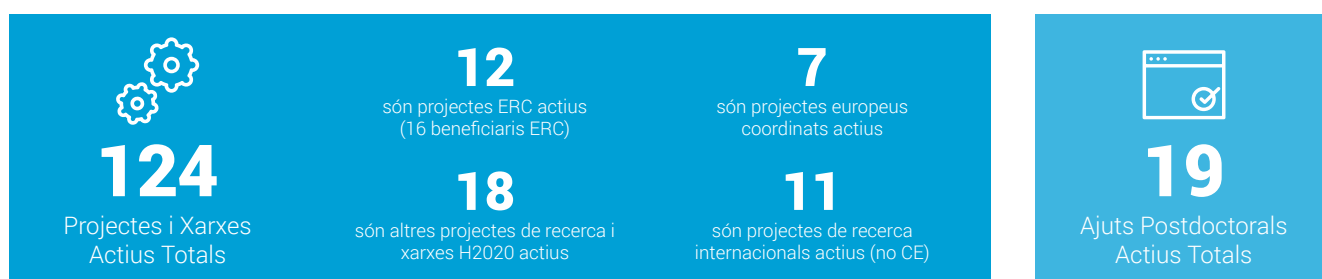 124
Projectes i Xarxes
Actius Totals
12
són projectes ERC actius
(16 beneficiaris ERC)
18
són altres projectes de recerca i
xarxes H2020 actius
7
són projectes europeus
coordinats actius
11
són projectes de recerca
internacionals actius (no CE)
19
Ajuts Postdoctorals
Actius Totals